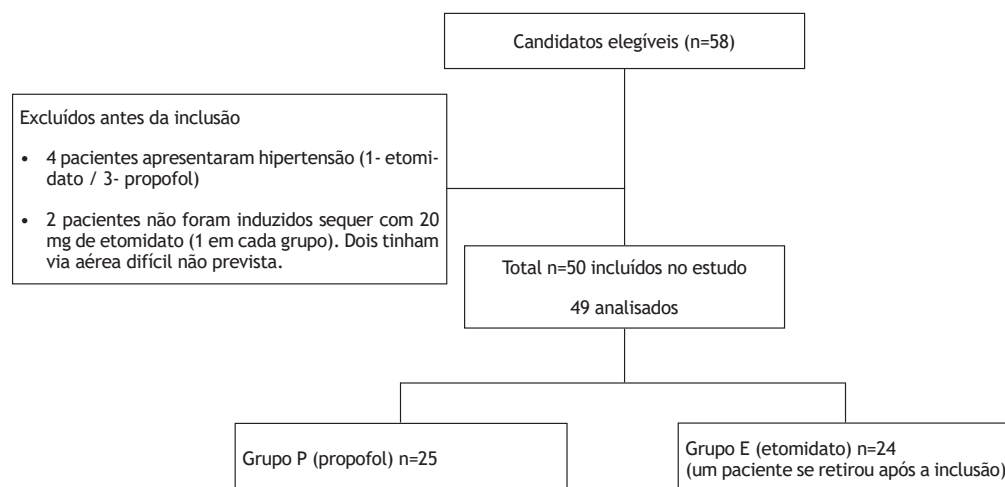 Candidatos elegíveis (n=58)
Excluídos antes da inclusão
• 4 pacientes apresentaram hipertensão (1- etomi-
dato / 3- propofol)
• 2 pacientes não foram induzidos sequer com 20
mg de etomidato (1 em cada grupo). Dois tinham
via aérea difícil não prevista.
Total n=50 incluídos no estudo
49 analisados
Grupo P (propofol) n=25
Grupo E (etomidato) n=24
(um paciente se retirou após a inclusão)